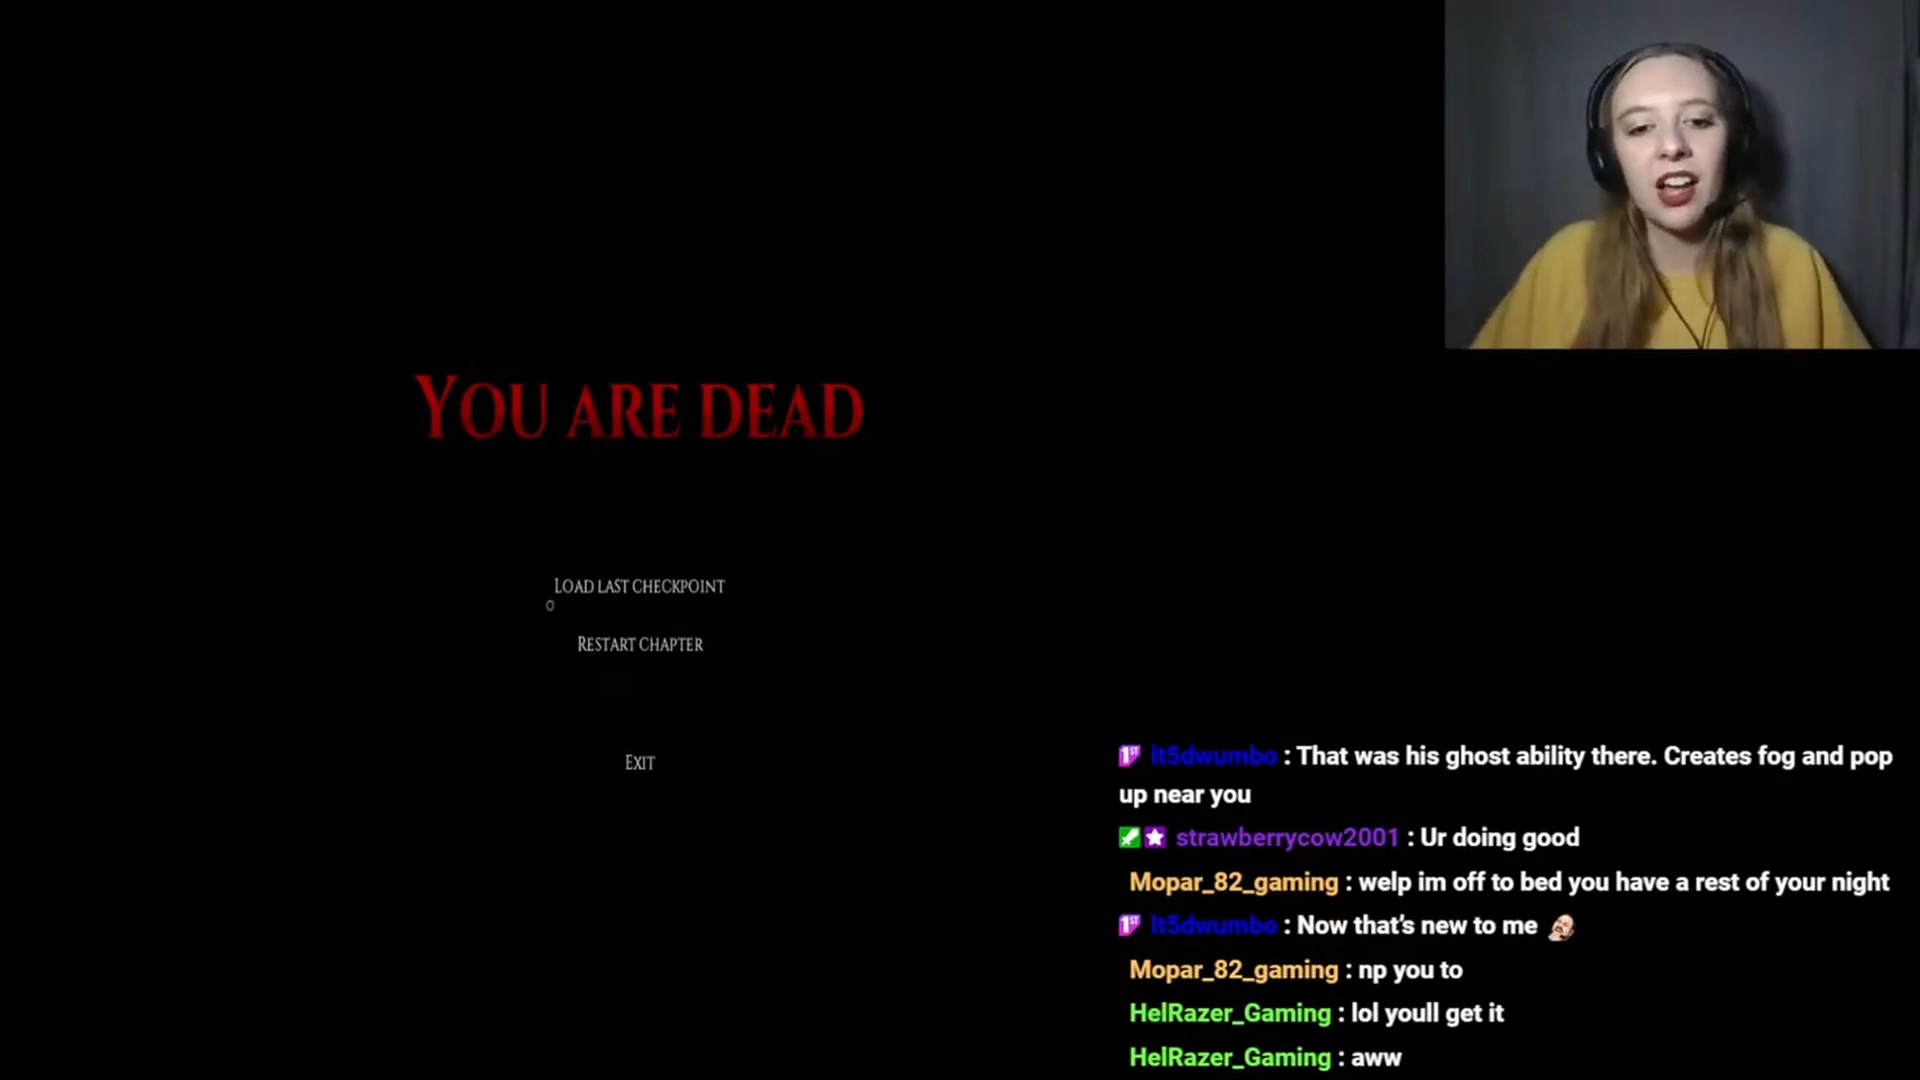 YOU ARE DEAD
LOAD LAST CHECKPOINT
RESTART CHAPTER
EXIT
1ST lt5dwumbo : That was his ghost ability there. Creates fog and pop
up near you
strawberrycow2001 : Ur doing good
Mopar_82_gaming : welp im off to bed you have a rest of your night
1ST lt5dwumbo : Now that's new to me
Mopar_82_gaming : np you to
HelRazer_Gaming : lol youll get it
HelRazer_Gaming : aww